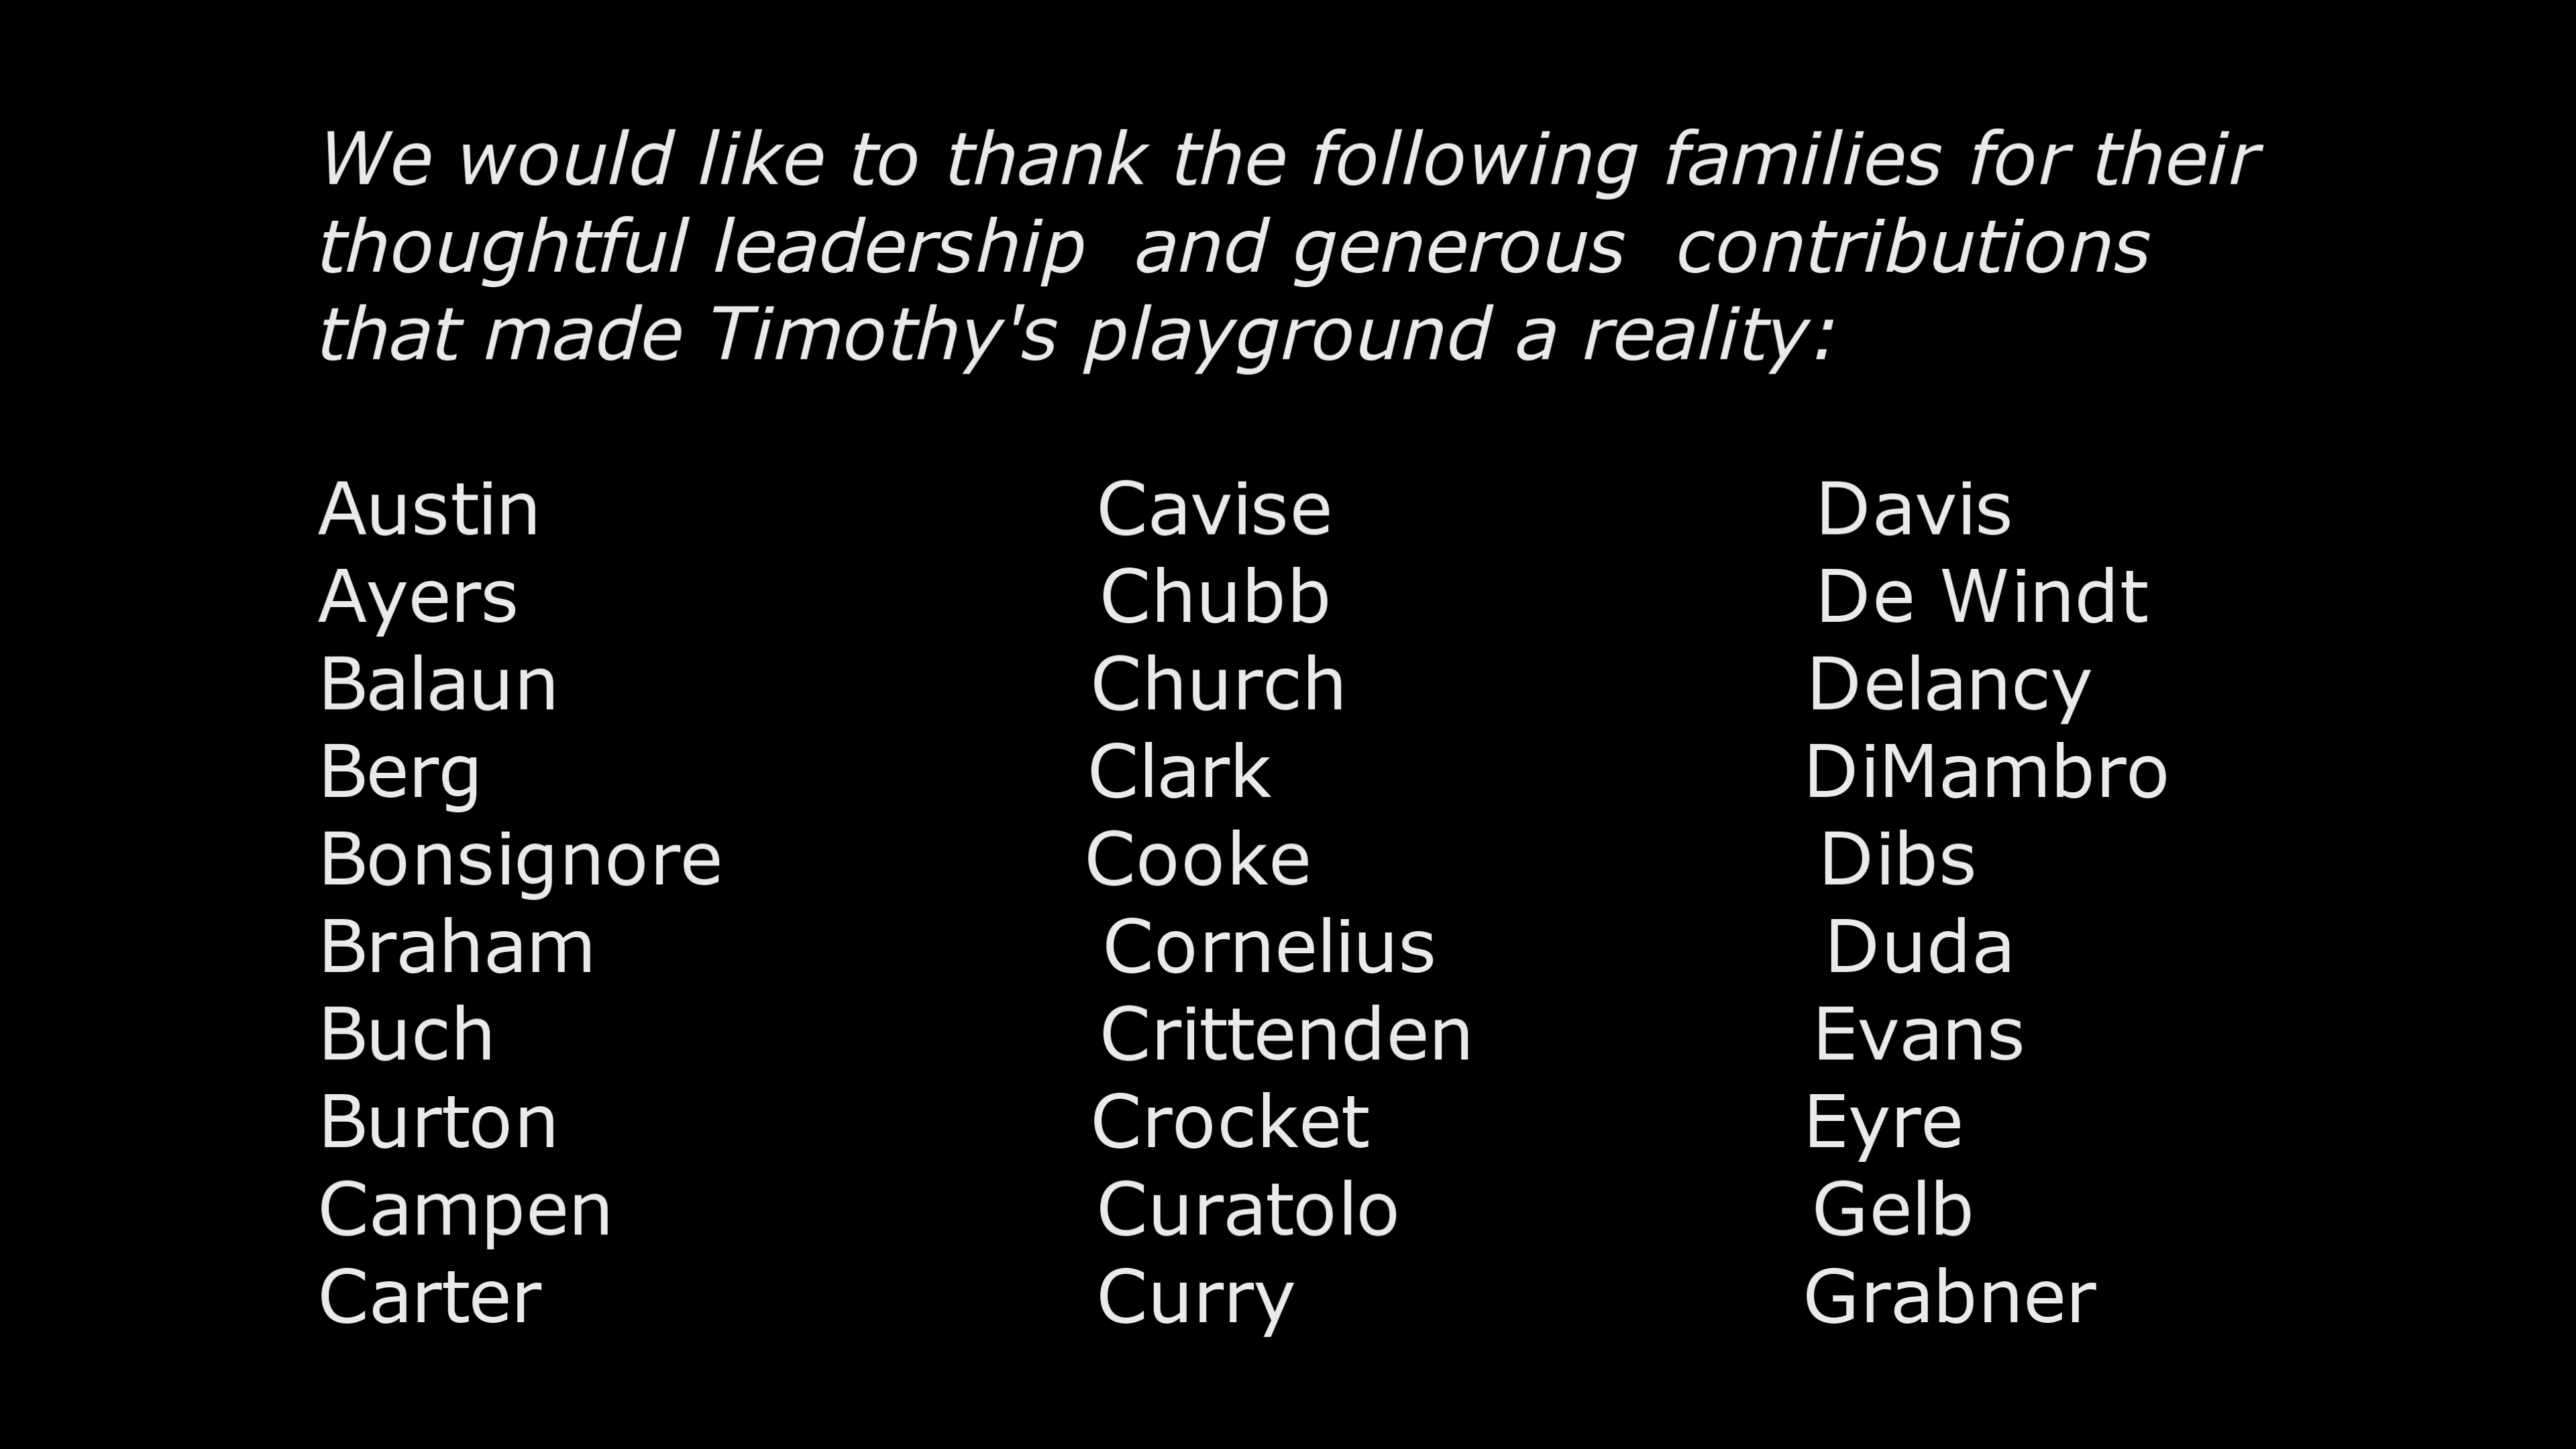 We would like to thank the following families for their
thoughtful leadership  and generous  contributions
that made Timothy's playground a reality:
Austin Cavise Davis
Ayers Chubb De Windt
Balaun Church Delancy
Berg Clark DiMambro
Bonsignore Cooke Dibs
Braham Cornelius Duda
Buch Crittenden Evans
Burton Crocket Eyre
Campen Curatolo Gelb
Carter Curry Grabner